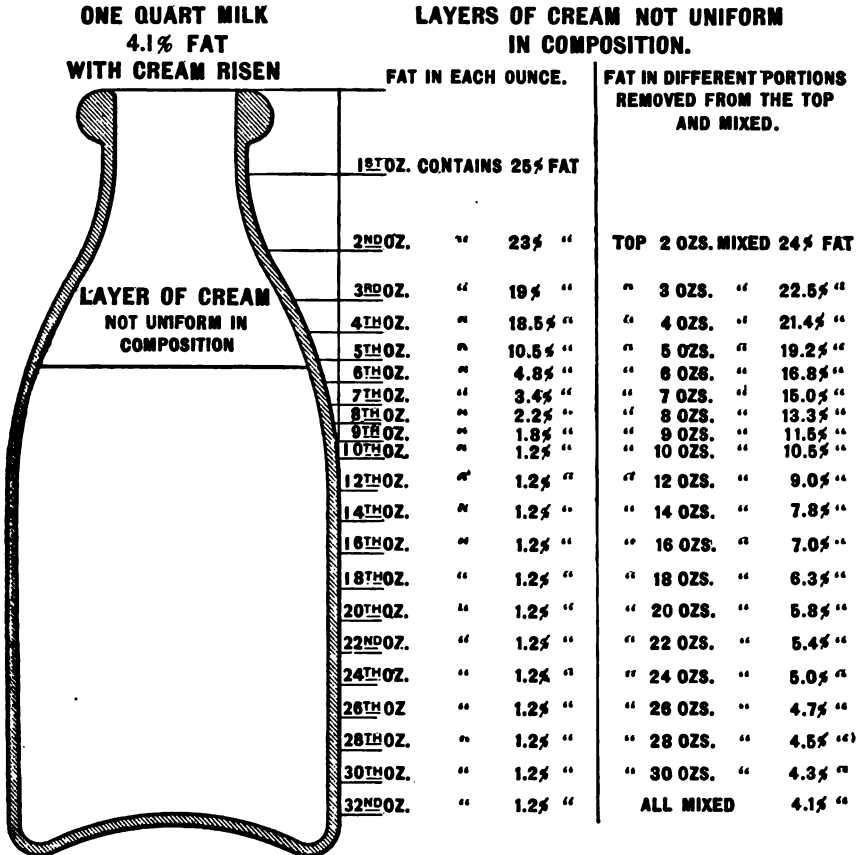 ONE QUART MILK
4.1% FAT
WITH CREAM RISEN
LAYERS OF CREAM NOT UNIFORM
IN COMPOSITION.
FAT IN EACH OUNCE.
FAT IN DIFFERENT PORTIONS
REMOVED FROM THE TOP
AND MIXED.
LAYER OF CREAM
NOT UNIFORM IN
COMPOSITION
1ST OZ. CONTAINS 25% FAT
2ND OZ. " 23% " TOP 2 OZS. MIXED 24% FAT
3RD OZ. " 19% " " 3 OZS. " 22.5% "
4TH OZ. " 18.5% " " 4 OZS. " 21.4% "
5TH OZ. " 10.5% " " 5 OZS. " 19.2% "
6TH OZ. " 4.8% " " 6 OZS. " 16.8% "
7TH OZ. " 3.4% " " 7 OZS. " 15.0% "
8TH OZ. " 2.2% " " 8 OZS. " 13.3% "
9TH OZ. " 1.8% " " 9 OZS. " 11.5% "
10TH OZ. " 1.2% " " 10 OZS. " 10.5% "
12TH OZ. " 1.2% " " 12 OZS. " 9.0% "
14TH OZ. " 1.2% " " 14 OZS. " 7.8% "
16TH OZ. " 1.2% " " 16 OZS. " 7.0% "
18TH OZ. " 1.2% " " 18 OZS. " 6.3% "
20TH OZ. " 1.2% " " 20 OZS. " 5.8% "
22ND OZ. " 1.2% " " 22 OZS. " 5.4% "
24TH OZ. " 1.2% " " 24 OZS. " 5.0% "
26TH OZ " 1.2% " " 26 OZS. " 4.7% "
28TH OZ. " 1.2% " " 28 OZS. " 4.5% "
30TH OZ. " 1.2% " " 30 OZS. " 4.3% "
32ND OZ. " 1.2% " ALL MIXED 4.1% "